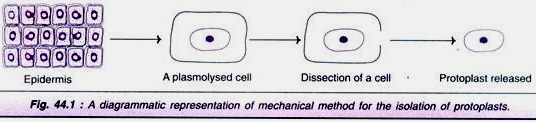 Epidermis
A plasmolysed cell
Dissection of a cell
Protoplast released
Fig. 44.1 : A diagrammatic representation of mechanical method for the isolation of protoplasts.